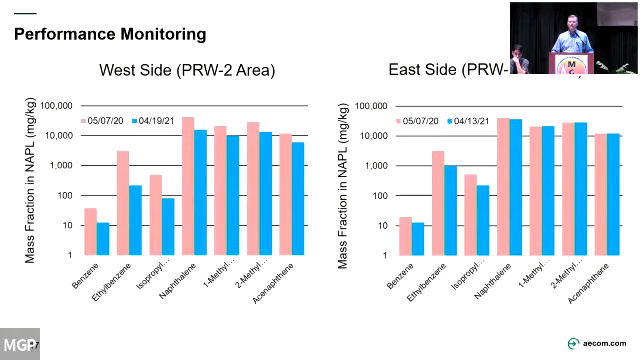 Performance Monitoring
West Side (PRW-2 Area)
Mass Fraction in NAPL (mg/kg)
100,000
10,000
1,000
100
10
1
05/07/20
04/19/21
Benzene
Ethylbenzene
Isopropyl...
Naphthalene
1-Methyl...
2-Methyl...
Acenaphthene
East Side (PRW-
Mass Fraction in NAPL (mg/kg)
100,000
10,000
1,000
100
10
1
05/07/20
04/13/21
Benzene
Ethylbenzene
Isopropyl...
Naphthalene
1-Methyl...
2-Methyl...
Acenaphthene
MGP
7
aecom.com